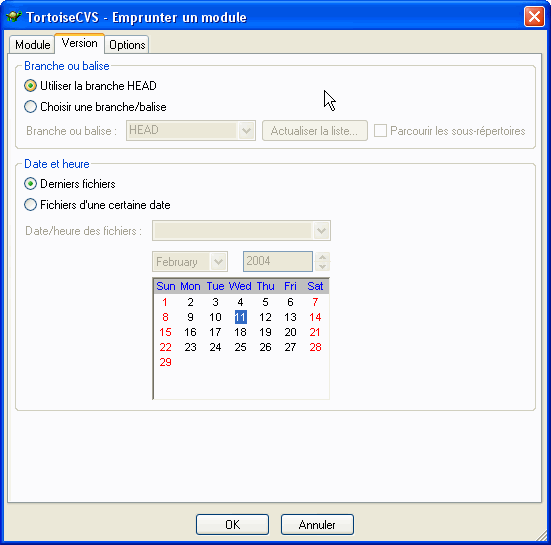 TortoiseCVS - Emprunter un module
Module Version Options
Branche ou balise
Utiliser la branche HEAD
Choisir une branche/balise
Branche ou balise : HEAD Actualiser la liste... Parcourir les sous-répertoires
Date et heure
Derniers fichiers
Fichiers d'une certaine date
Date/heure des fichiers :
February 2004
Sun Mon Tue Wed Thu Fri Sat
1 2 3 4 5 6 7
8 9 10 11 12 13 14
15 16 17 18 19 20 21
22 23 24 25 26 27 28
29
OK Annuler